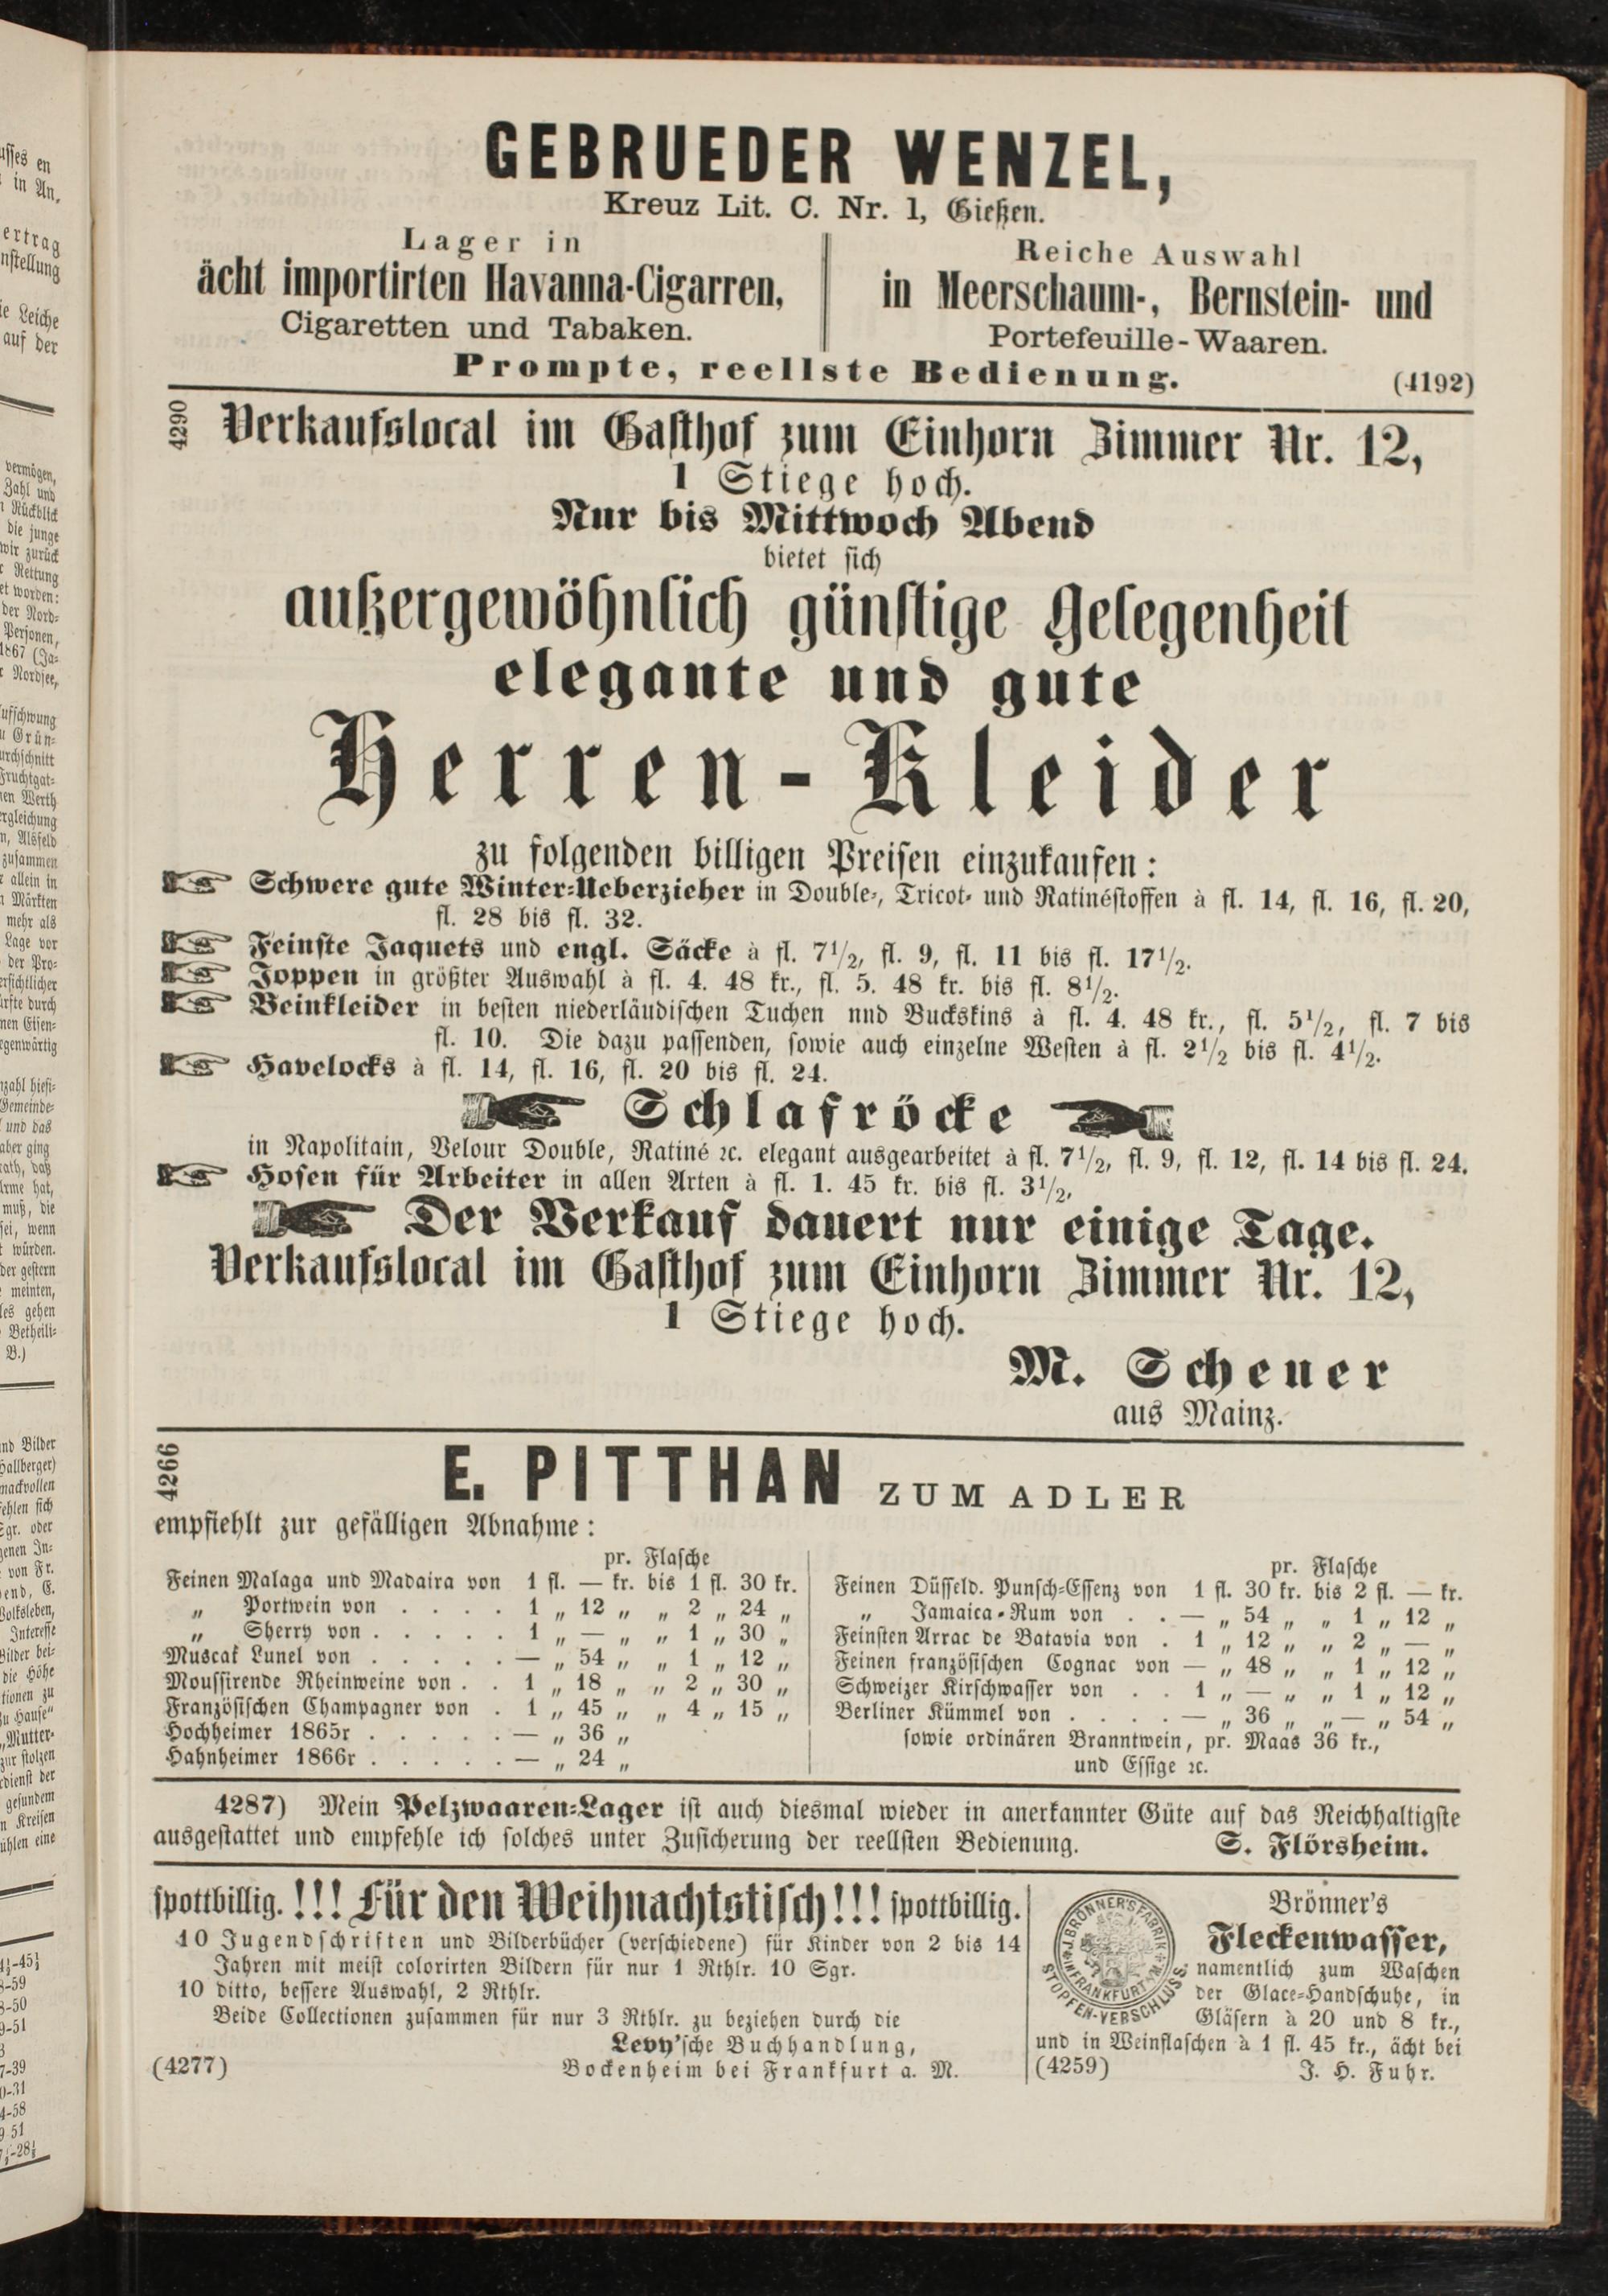 GEBRUEDER WENZEL,
Kreuz Lit. C. Nr. 1, Gießen.
Lager in
ächt importirten Havanna-Cigarren,
Cigaretten und Tabaken.
Reiche Auswahl
in Meerschaum-, Bernstein- und
Portefeuille-Waaren.
Prompte, reellste Bedienung.
(4192)
4290
Verkaufslocal im Gasthof zum Einhorn Zimmer Nr. 12,
1 Stiege hoch.
Nur bis Mittwoch Abend
bietet sich
außergewöhnlich günstige Gelegenheit
elegante und gute
Herren-Kleider
zu folgenden billigen Preisen einzukaufen:
☞ Schwere gute Winter-Ueberzieher in Double-, Tricot- und Ratinéstoffen à fl. 14, fl. 16, fl. 20,
fl. 28 bis fl. 32.
☞ Feinste Jaquets und engl. Säcke à fl. 7½, fl. 9, fl. 11 bis fl. 17½.
☞ Joppen in größter Auswahl à fl. 4. 48 kr., fl. 5. 48 kr. bis fl. 8½.
☞ Beinkleider in besten niederläudischen Tuchen nnd Buckskins à fl. 4. 48 kr., fl. 5½, fl. 7 bis
fl. 10. Die dazu passenden, sowie auch einzelne Westen à fl. 2½ bis fl. 4½.
☞ Havelocks à fl. 14, fl. 16, fl. 20 bis fl. 24.
☞ Schlafröcke ☜
in Napolitain, Velour Double, Ratiné ꝛc. elegant ausgearbeitet à fl. 7½, fl. 9, fl. 12, fl. 14 bis fl. 24.
☞ Hosen für Arbeiter in allen Arten à fl. 1. 45 kr. bis fl. 3½,
☞ Der Verkauf dauert nur einige Tage.
Verkaufslocal im Gasthof zum Einhorn Zimmer Nr. 12,
1 Stiege hoch.
M. Scheuer
aus Mainz.
4266
E. PITTHAN ZUM ADLER
empfiehlt zur gefälligen Abnahme:
pr. Flasche
Feinen Malaga und Madaira von 1 fl. — kr. bis 1 fl. 30 kr.
„ Portwein von . . . . 1 „ 12 „ „ 2 „ 24 „
„ Sherry von . . . . . 1 „ — „ „ 1 „ 30 „
Muscat Lunel von . . . . . — „ 54 „ „ 1 „ 12 „
Moussirende Rheinweine von . . 1 „ 18 „ „ 2 „ 30 „
Französischen Champagner von . 1 „ 45 „ „ 4 „ 15 „
Hochheimer 1865r . . . . . — „ 36 „
Hahnheimer 1866r . . . . . — „ 24 „
pr. Flasche
Feinen Düsseld. Punsch-Essenz von 1 fl. 30 kr. bis 2 fl. — kr.
„ Jamaica-Rum von . . — „ 54 „ „ 1 „ 12 „
Feinsten Arrac de Batavia von . 1 „ 12 „ „ 2 „ — „
Feinen französischen Cognac von — „ 48 „ „ 1 „ 12 „
Schweizer Kirschwasser von . . 1 „ — „ „ 1 „ 12 „
Berliner Kümmel von . . . . — „ 36 „ „ — „ 54 „
sowie ordinären Branntwein, pr. Maas 36 kr.,
und Essige ꝛc.
4287) Mein Pelzwaaren-Lager ist auch diesmal wieder in anerkannter Güte auf das Reichhaltigste
ausgestattet und empfehle ich solches unter Zusicherung der reellsten Bedienung. S. Flörsheim.
spottbillig. !!! Für den Weihnachtstisch!!! spottbillig.
10 Jugendschriften und Bilderbücher (verschiedene) für Kinder von 2 bis 14
Jahren mit meist colorirten Bildern für nur 1 Rthlr. 10 Sgr.
10 ditto, bessere Auswahl, 2 Rthlr.
Beide Collectionen zusammen für nur 3 Rthlr. zu beziehen durch die
Levy'sche Buchhandlung,
(4277) Bockenheim bei Frankfurt a. M.
J. BRÖNNER'S FABRIK
IN FRANKFURT A/M.
STOPFEN-VERSCHLUSS
Brönner's
Fleckenwasser,
namentlich zum Waschen
der Glace-Handschuhe, in
Gläsern à 20 und 8 kr.,
und in Weinflaschen à 1 fl. 45 kr., ächt bei
(4259) J. H. Fuhr.